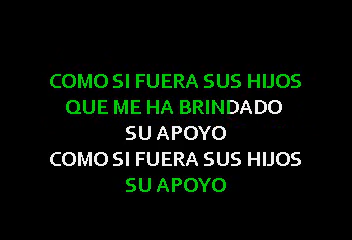 COMO SI FUERA SUS HIJOS
QUE ME HA BRINDADO
SU APOYO
COMO SI FUERA SUS HIJOS
SU APOYO